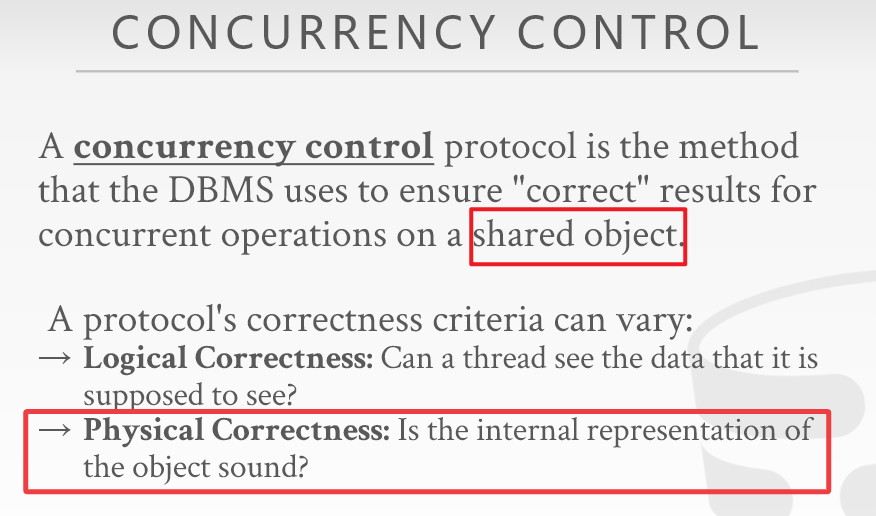 CONCURRENCY CONTROL
A concurrency control protocol is the method
that the DBMS uses to ensure "correct" results for
concurrent operations on a shared object.
A protocol's correctness criteria can vary:
→ Logical Correctness: Can a thread see the data that it is
supposed to see?
→ Physical Correctness: Is the internal representation of
the object sound?